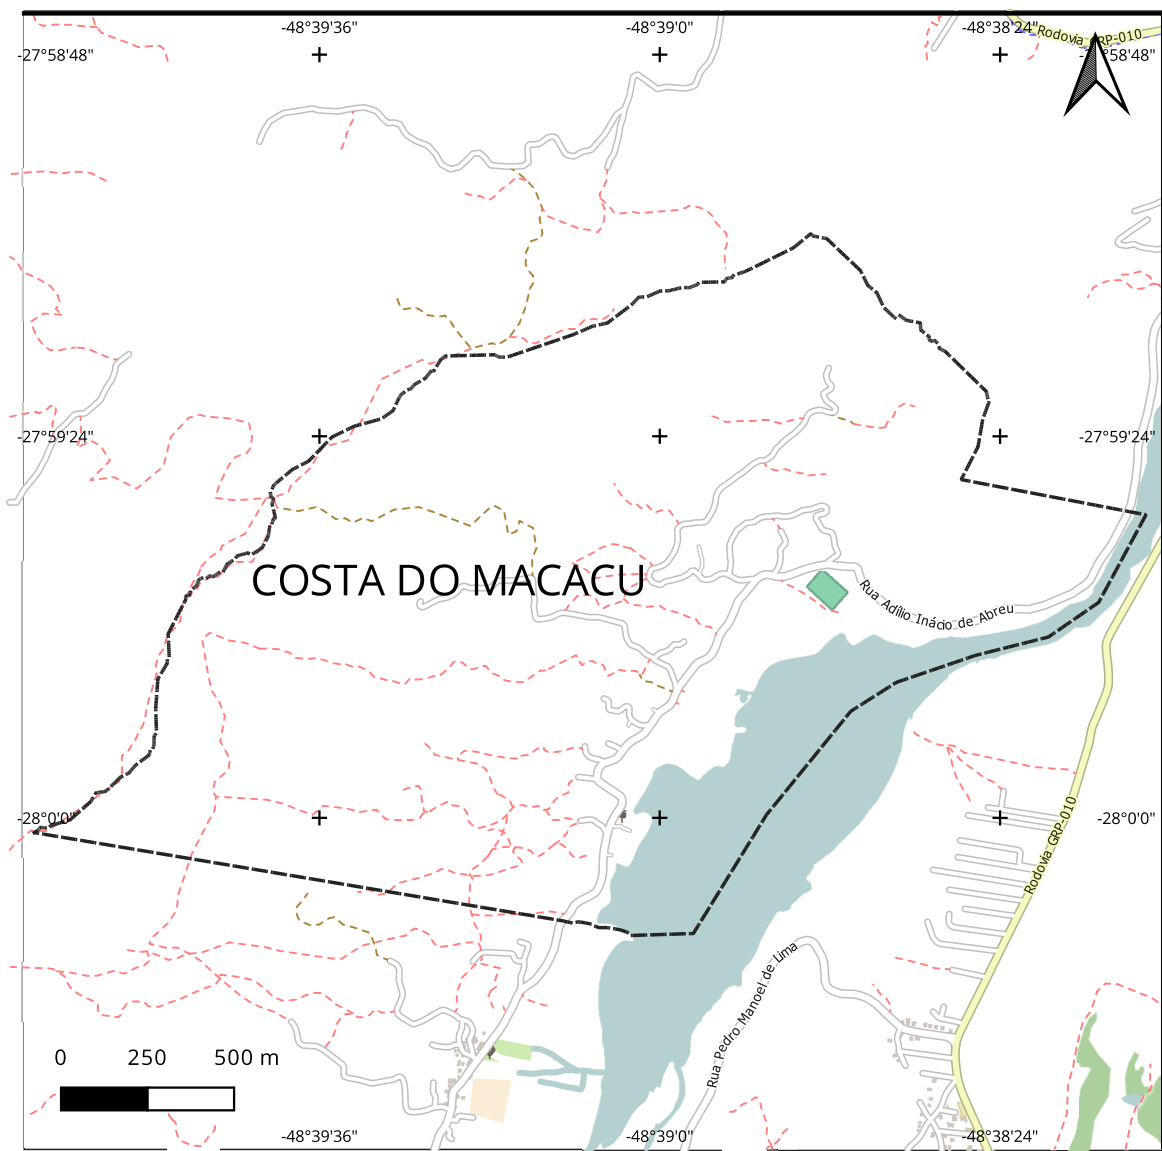 -48°39'36"
-48°39'0"
-48°38'24"
Rodovia GRP-010
-27°58'48"
-27°58'48"
-27°59'24"
-27°59'24"
COSTA DO MACACU
Rua Adílio Inácio de Abreu
-28°0'0"
-28°0'0"
Rodovia GRP-010
Rua Pedro Manoel de Lima
0 250 500 m
-48°39'36"
-48°39'0"
-48°38'24"